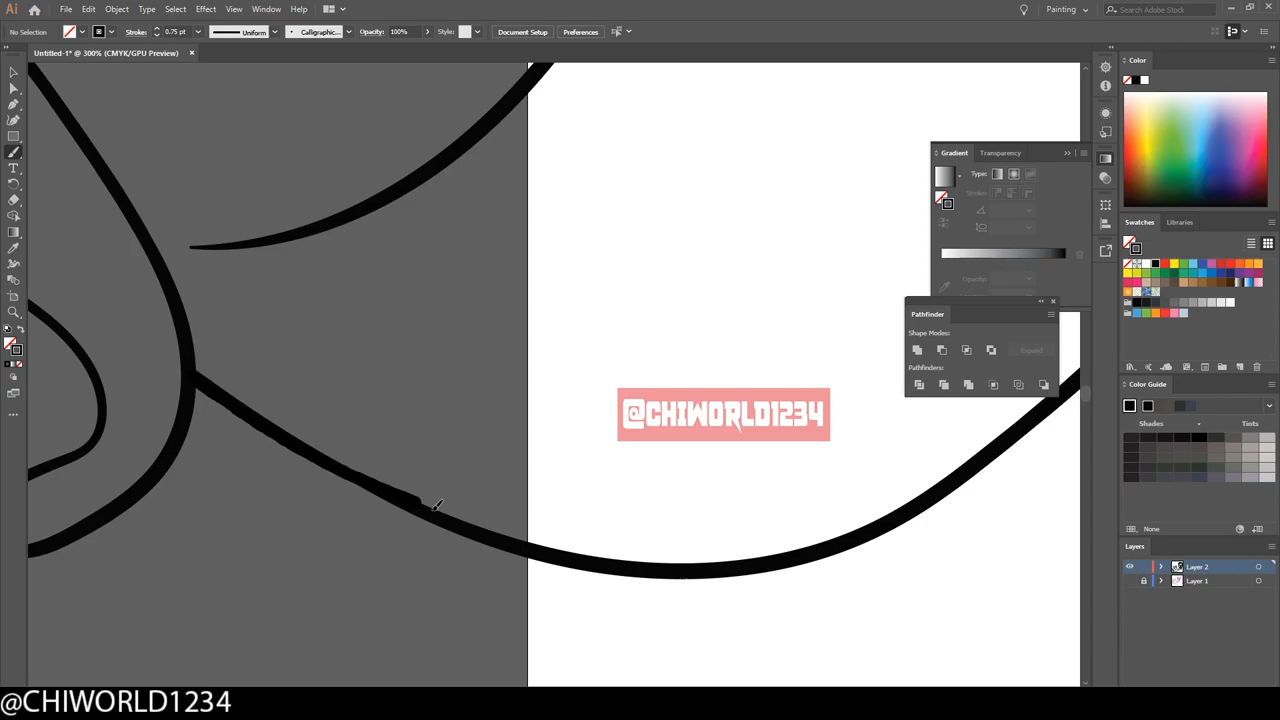 Ai File Edit Object Type Select Effect View Window Help Painting Search Adobe Stock
No Selection Stroke: 0.75 pt Uniform Calligraphic... Opacity: 100% Style: Document Setup Preferences
Untitled-1* @ 300% (CMYK/GPU Preview)
Color
Gradient Transparency
Type:
Stroke:
Opacity:
Swatches Libraries
Pathfinder
Shape Modes:
Expand
Pathfinders:
Color Guide
Shades Tints
None
Layers
Layer 2
Layer 1
@CHIWORLD1234
@CHIWORLD1234